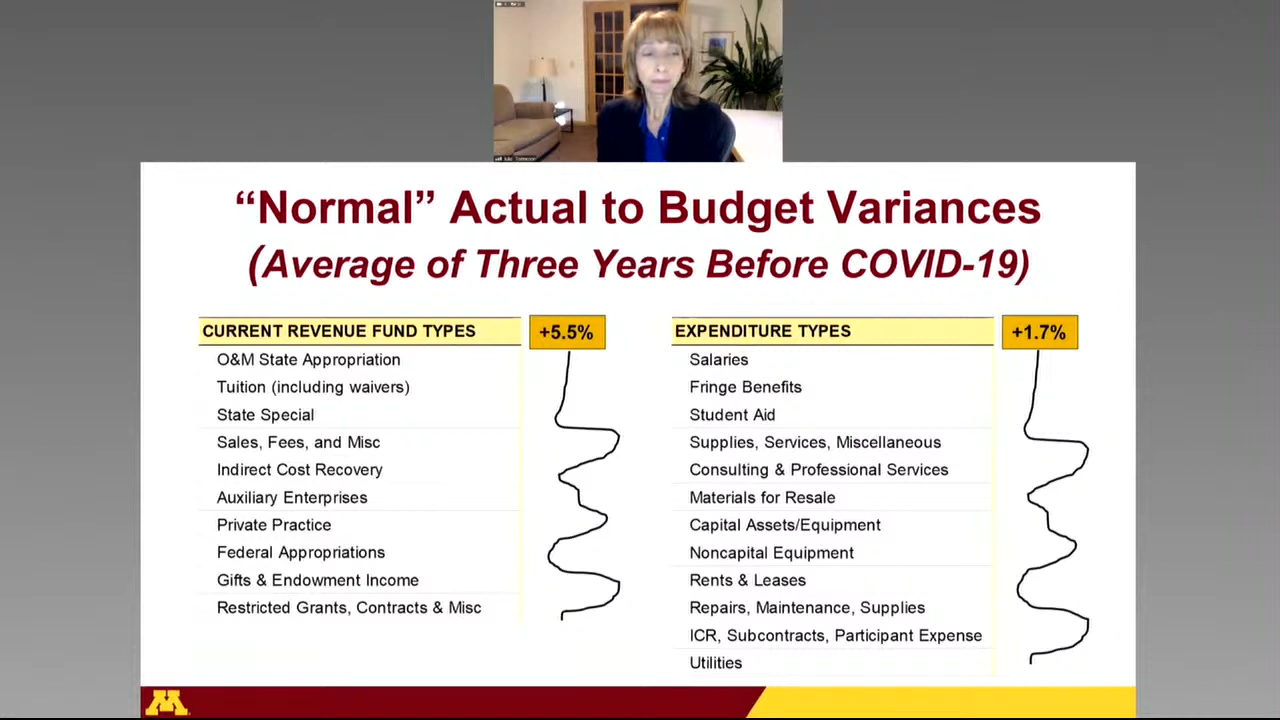 “Normal” Actual to Budget Variances
(Average of Three Years Before COVID-19)
CURRENT REVENUE FUND TYPES
+5.5%
O&M State Appropriation
Tuition (including waivers)
State Special
Sales, Fees, and Misc
Indirect Cost Recovery
Auxiliary Enterprises
Private Practice
Federal Appropriations
Gifts & Endowment Income
Restricted Grants, Contracts & Misc
EXPENDITURE TYPES
+1.7%
Salaries
Fringe Benefits
Student Aid
Supplies, Services, Miscellaneous
Consulting & Professional Services
Materials for Resale
Capital Assets/Equipment
Noncapital Equipment
Rents & Leases
Repairs, Maintenance, Supplies
ICR, Subcontracts, Participant Expense
Utilities
M